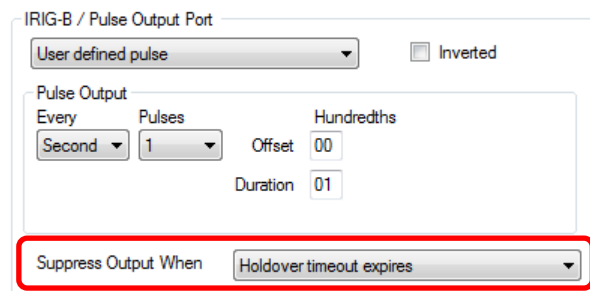 IRIG-B / Pulse Output Port
User defined pulse Inverted
Pulse Output
Every Pulses Hundredths
Second 1 Offset 00
Duration 01
Suppress Output When Holdover timeout expires